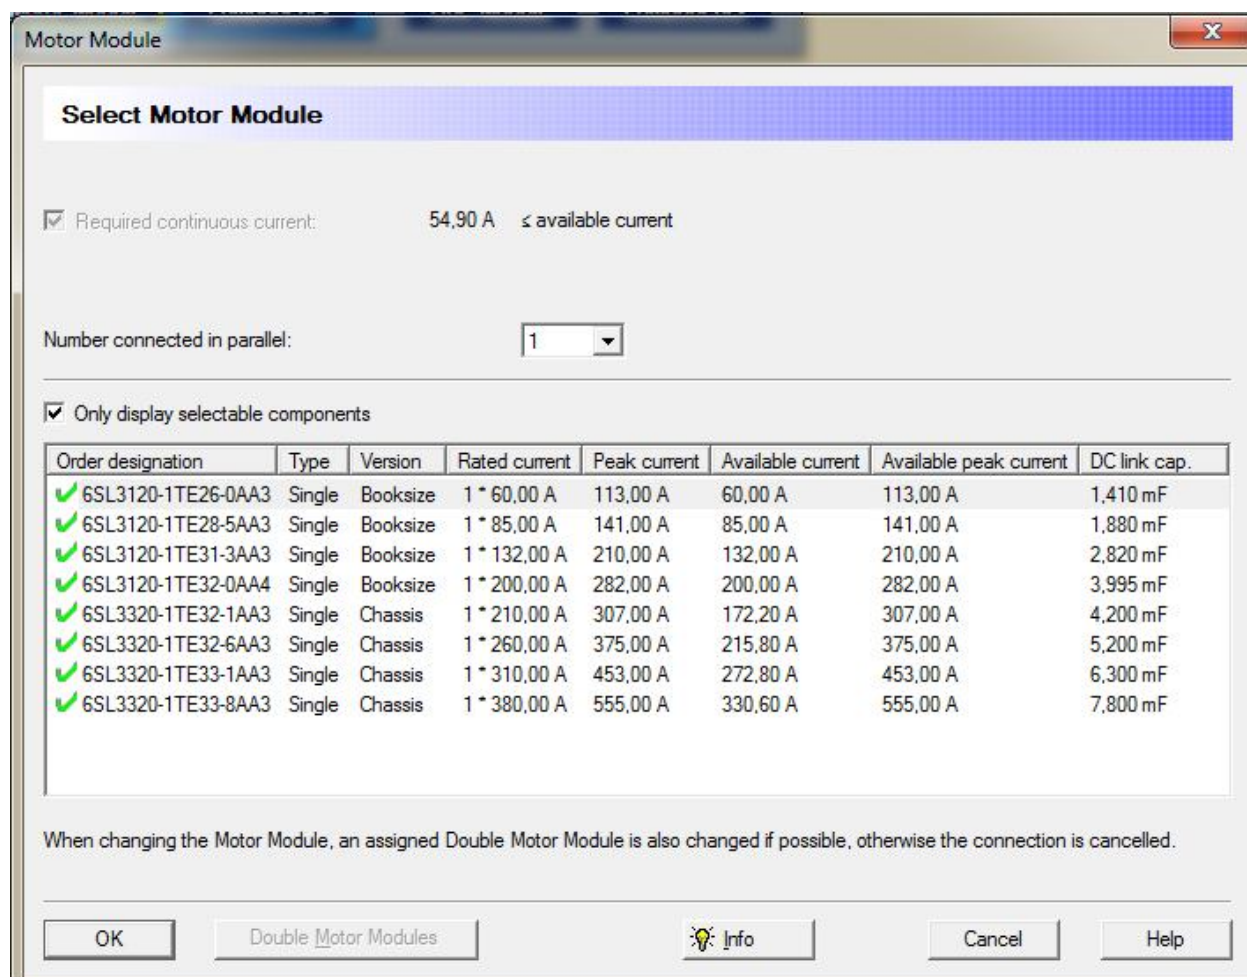 Motor Module
Select Motor Module
Required continuous current: 54,90 A ≤ available current
Number connected in parallel: 1
Only display selectable components
Order designation Type Version Rated current Peak current Available current Available peak current DC link cap.
6SL3120-1TE26-0AA3 Single Booksize 1 * 60,00 A 113,00 A 60,00 A 113,00 A 1,410 mF
6SL3120-1TE28-5AA3 Single Booksize 1 * 85,00 A 141,00 A 85,00 A 141,00 A 1,880 mF
6SL3120-1TE31-3AA3 Single Booksize 1 * 132,00 A 210,00 A 132,00 A 210,00 A 2,820 mF
6SL3120-1TE32-0AA4 Single Booksize 1 * 200,00 A 282,00 A 200,00 A 282,00 A 3,995 mF
6SL3320-1TE32-1AA3 Single Chassis 1 * 210,00 A 307,00 A 172,20 A 307,00 A 4,200 mF
6SL3320-1TE32-6AA3 Single Chassis 1 * 260,00 A 375,00 A 215,80 A 375,00 A 5,200 mF
6SL3320-1TE33-1AA3 Single Chassis 1 * 310,00 A 453,00 A 272,80 A 453,00 A 6,300 mF
6SL3320-1TE33-8AA3 Single Chassis 1 * 380,00 A 555,00 A 330,60 A 555,00 A 7,800 mF
When changing the Motor Module, an assigned Double Motor Module is also changed if possible, otherwise the connection is cancelled.
OK Double Motor Modules Info Cancel Help